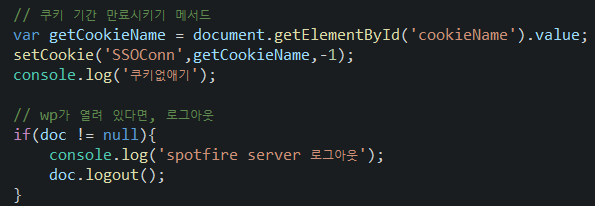 // 쿠키 기간 만료시키기 메서드
var getCookieName = document.getElementById('cookieName').value;
setCookie('SSOConn',getCookieName,-1);
console.log('쿠키없애기');
// wp가 열려 있다면, 로그아웃
if(doc != null){
console.log('spotfire server 로그아웃');
doc.logout();
}